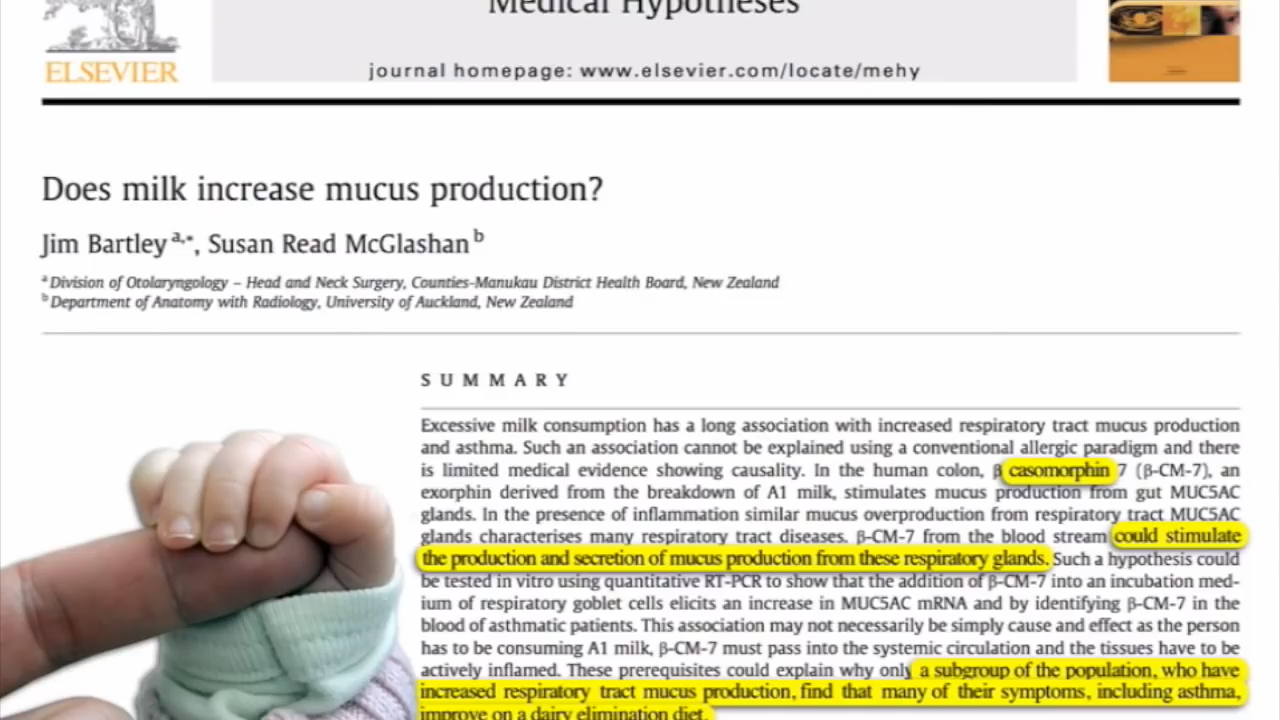 Medical Hypotheses
ELSEVIER
journal homepage: www.elsevier.com/locate/mehy
Does milk increase mucus production?
Jim Bartley a,*, Susan Read McGlashan b
a Division of Otolaryngology – Head and Neck Surgery, Counties-Manukau District Health Board, New Zealand
b Department of Anatomy with Radiology, University of Auckland, New Zealand
SUMMARY
Excessive milk consumption has a long association with increased respiratory tract mucus production
and asthma. Such an association cannot be explained using a conventional allergic paradigm and there
is limited medical evidence showing causality. In the human colon, β casomorphin 7 (β-CM-7), an
exorphin derived from the breakdown of A1 milk, stimulates mucus production from gut MUC5AC
glands. In the presence of inflammation similar mucus overproduction from respiratory tract MUC5AC
glands characterises many respiratory tract diseases. β-CM-7 from the blood stream could stimulate
the production and secretion of mucus production from these respiratory glands. Such a hypothesis could
be tested in vitro using quantitative RT-PCR to show that the addition of β-CM-7 into an incubation med-
ium of respiratory goblet cells elicits an increase in MUC5AC mRNA and by identifying β-CM-7 in the
blood of asthmatic patients. This association may not necessarily be simply cause and effect as the person
has to be consuming A1 milk, β-CM-7 must pass into the systemic circulation and the tissues have to be
actively inflamed. These prerequisites could explain why only a subgroup of the population, who have
increased respiratory tract mucus production, find that many of their symptoms, including asthma,
improve on a dairy elimination diet.